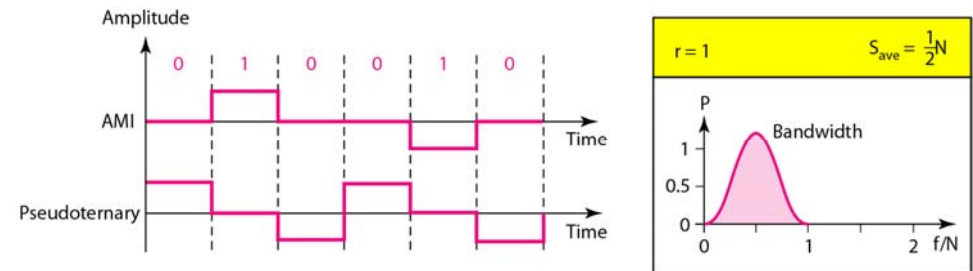 Amplitude
0 1 0 0 1 0
AMI
Time
Pseudoternary
Time
r = 1 S_ave = 1/2 N
P
Bandwidth
1
0.5
0
0 1 2 f/N